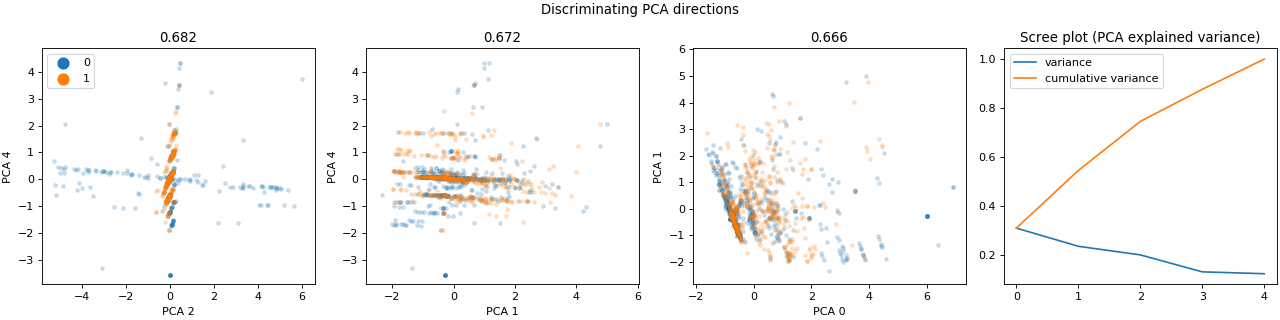 Discriminating PCA directions
0.682
0
1
4
3
2
1
0
−1
−2
−3
PCA 4
−4 −2 0 2 4 6
PCA 2
0.672
4
3
2
1
0
−1
−2
−3
PCA 4
−2 0 2 4 6
PCA 1
0.666
6
5
4
3
2
1
0
−1
−2
PCA 1
−2 0 2 4 6
PCA 0
Scree plot (PCA explained variance)
variance
cumulative variance
1.0
0.8
0.6
0.4
0.2
0 1 2 3 4